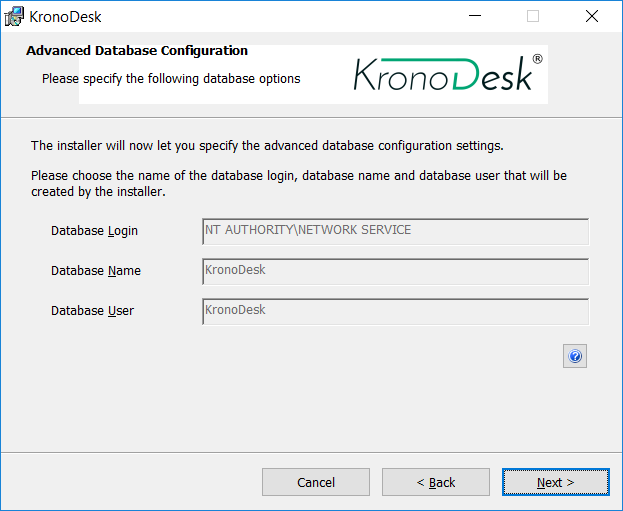 KronoDesk
Advanced Database Configuration
Please specify the following database options
KronoDesk®
The installer will now let you specify the advanced database configuration settings.
Please choose the name of the database login, database name and database user that will be
created by the installer.
Database Login
NT AUTHORITY\NETWORK SERVICE
Database Name
KronoDesk
Database User
KronoDesk
?
Cancel
< Back
Next >